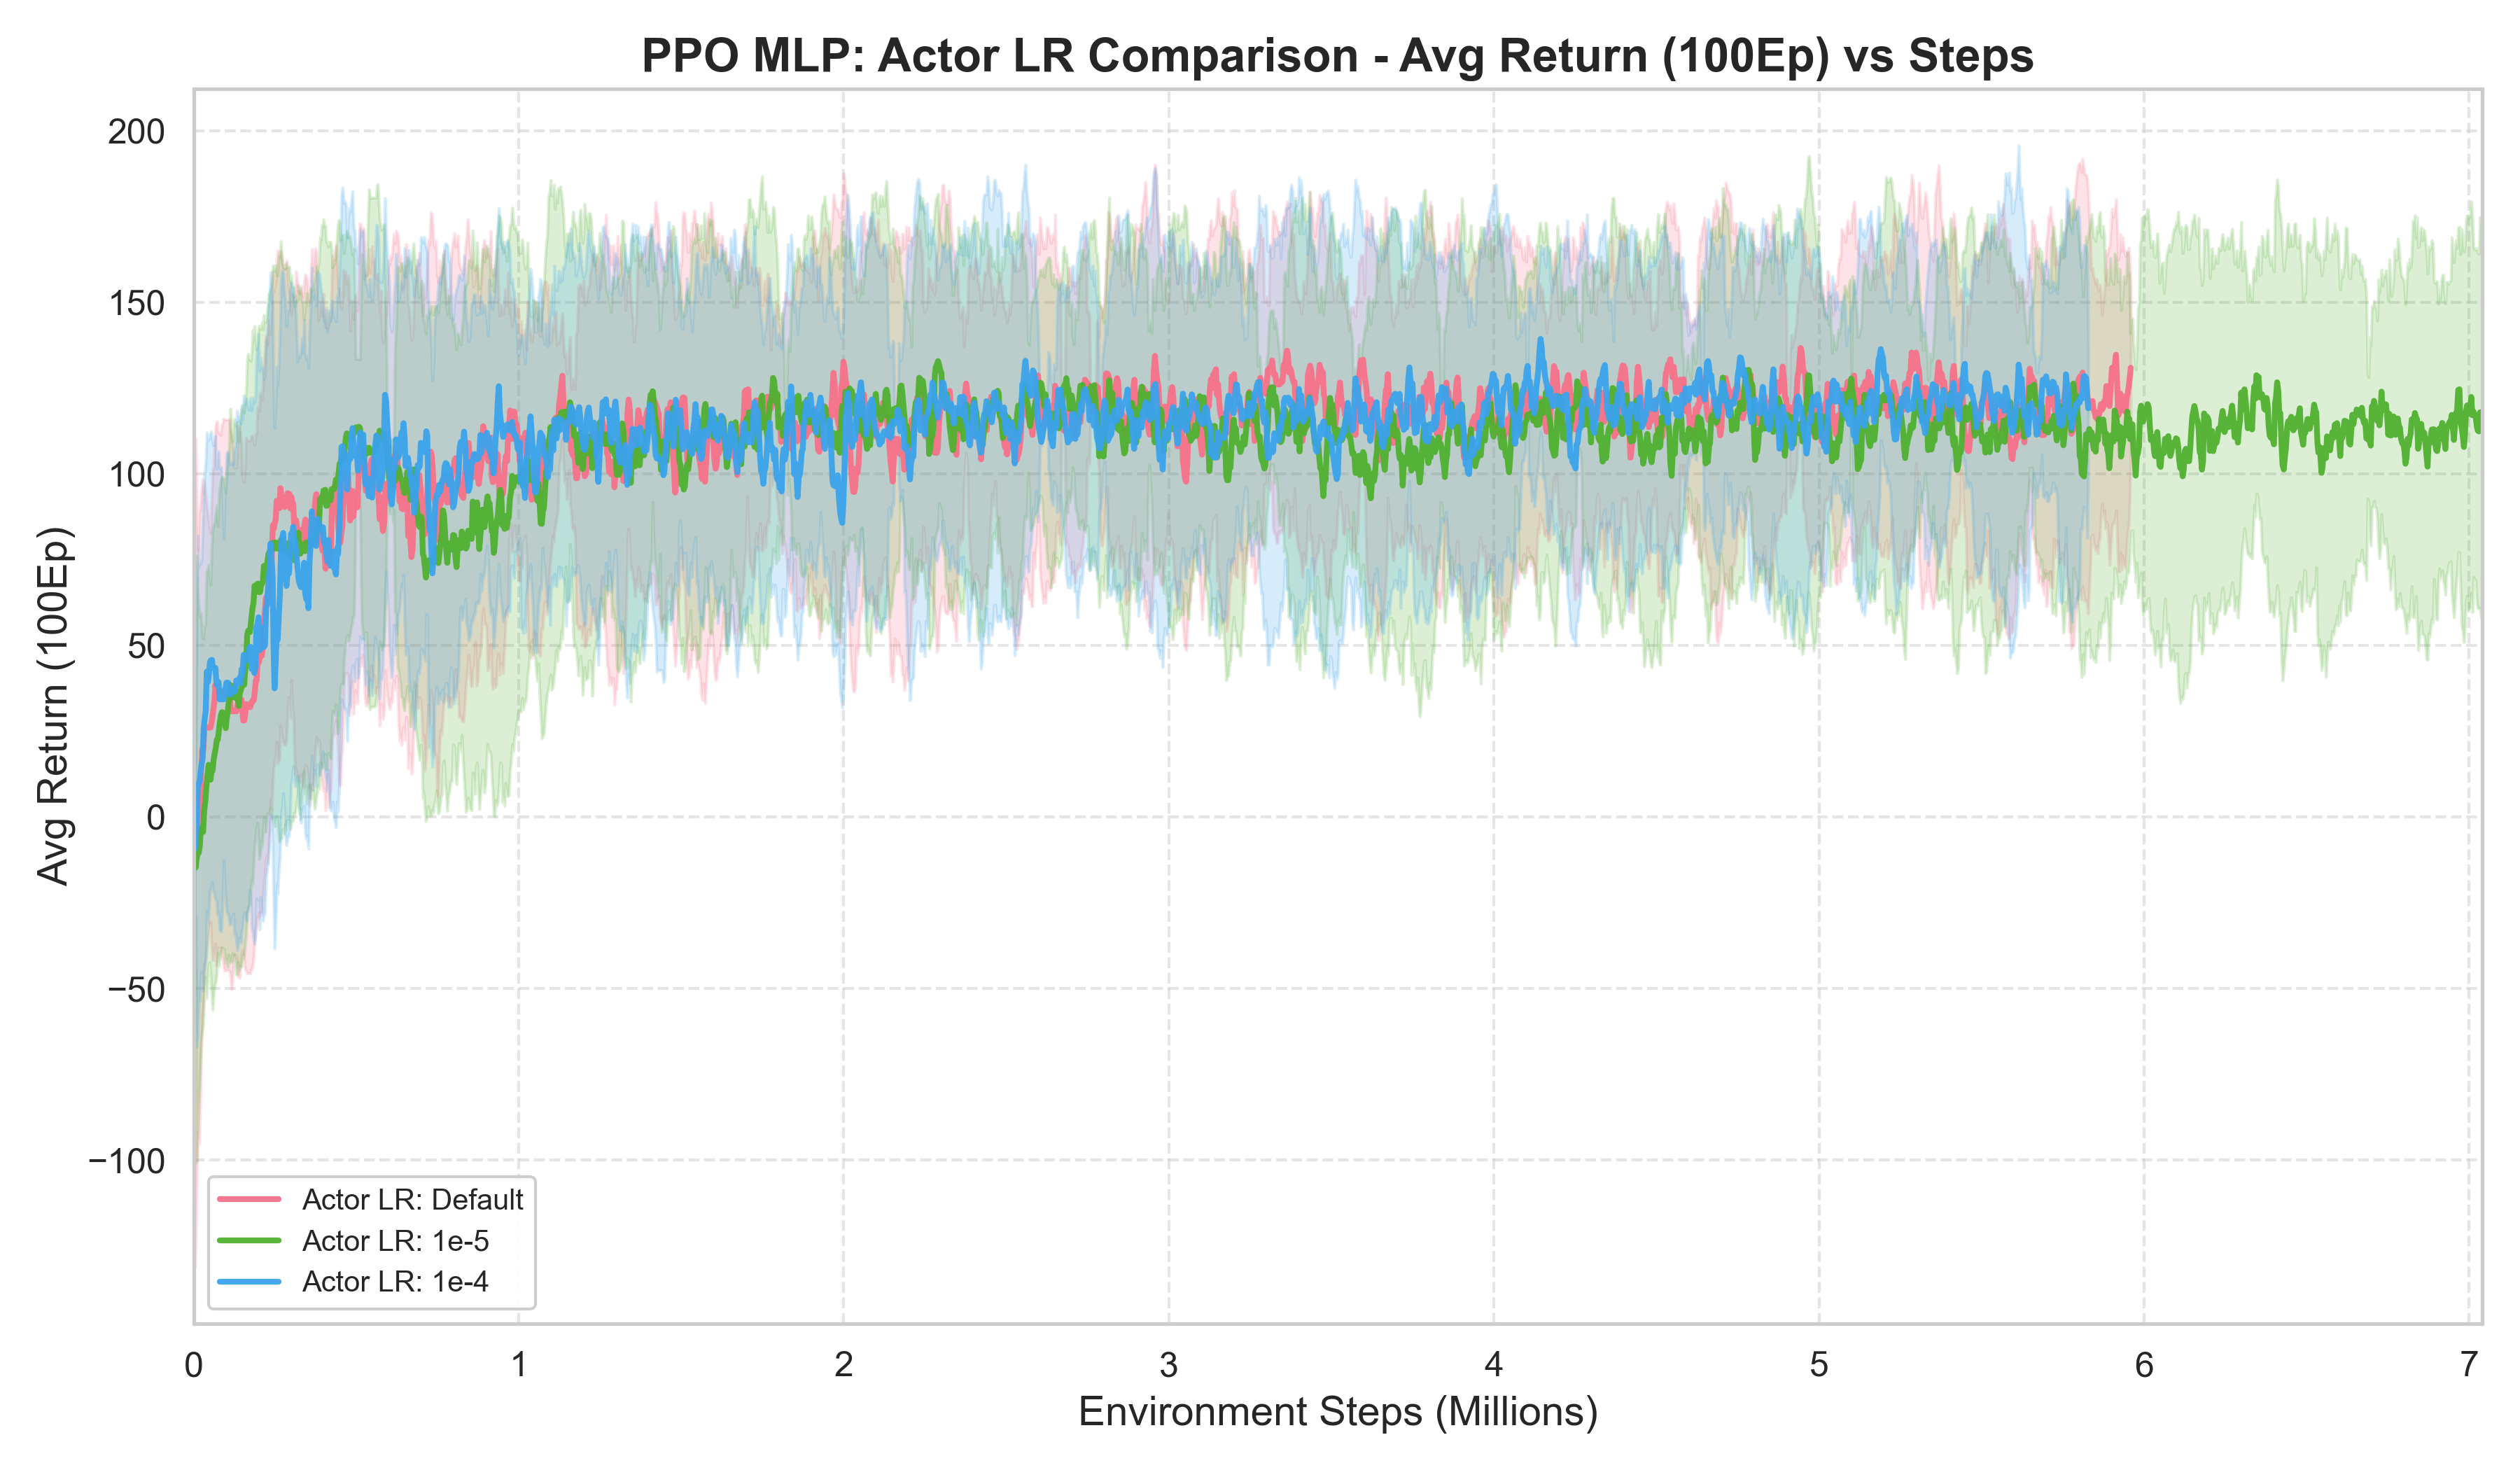 PPO MLP: Actor LR Comparison - Avg Return (100Ep) vs Steps
Avg Return (100Ep)
200
150
100
50
0
−50
−100
Actor LR: Default
Actor LR: 1e-5
Actor LR: 1e-4
0 1 2 3 4 5 6 7
Environment Steps (Millions)